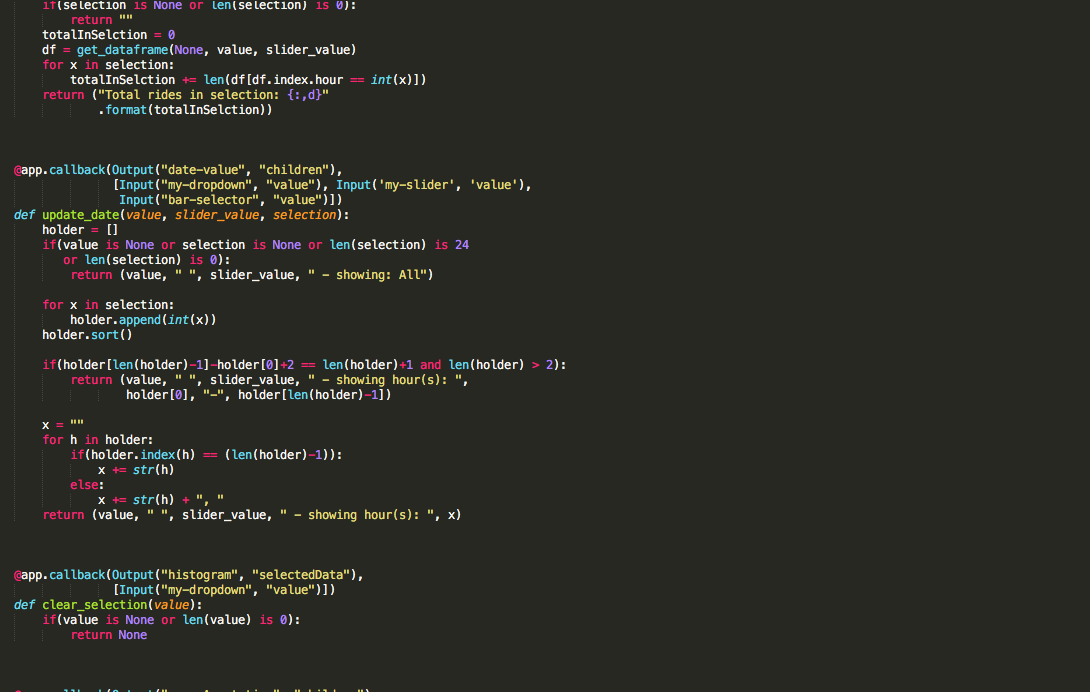 if(selection is None or len(selection) is 0):
return ""
totalInSelction = 0
df = get_dataframe(None, value, slider_value)
for x in selection:
totalInSelction += len(df[df.index.hour == int(x)])
return ("Total rides in selection: {:,d}"
.format(totalInSelction))
@app.callback(Output("date-value", "children"),
[Input("my-dropdown", "value"), Input('my-slider', 'value'),
Input("bar-selector", "value")])
def update_date(value, slider_value, selection):
holder = []
if(value is None or selection is None or len(selection) is 24
or len(selection) is 0):
return (value, " ", slider_value, " - showing: All")
for x in selection:
holder.append(int(x))
holder.sort()
if(holder[len(holder)-1]-holder[0]+2 == len(holder)+1 and len(holder) > 2):
return (value, " ", slider_value, " - showing hour(s): ",
holder[0], "-", holder[len(holder)-1])
x = ""
for h in holder:
if(holder.index(h) == (len(holder)-1)):
x += str(h)
else:
x += str(h) + ", "
return (value, " ", slider_value, " - showing hour(s): ", x)
@app.callback(Output("histogram", "selectedData"),
[Input("my-dropdown", "value")])
def clear_selection(value):
if(value is None or len(value) is 0):
return None